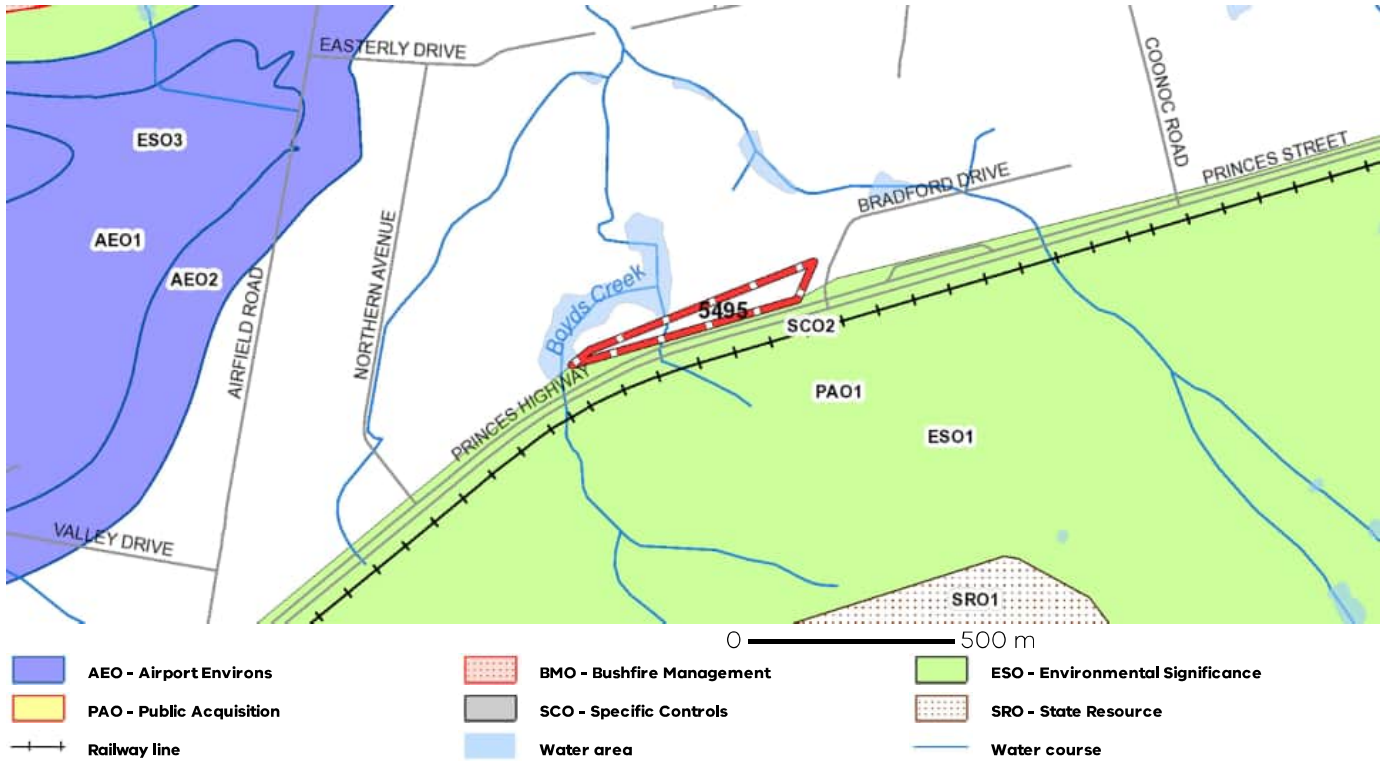 EASTERLY DRIVE
COONOC ROAD
ESO3
PRINCES STREET
BRADFORD DRIVE
AEO1
AEO2
NORTHERN AVENUE
AIRFIELD ROAD
Boyds Creek
5495
SCO2
PRINCES HIGHWAY
PAO1
ESO1
VALLEY DRIVE
SRO1
0 500 m
AEO - Airport Environs
BMO - Bushfire Management
ESO - Environmental Significance
PAO - Public Acquisition
SCO - Specific Controls
SRO - State Resource
Railway line
Water area
Water course